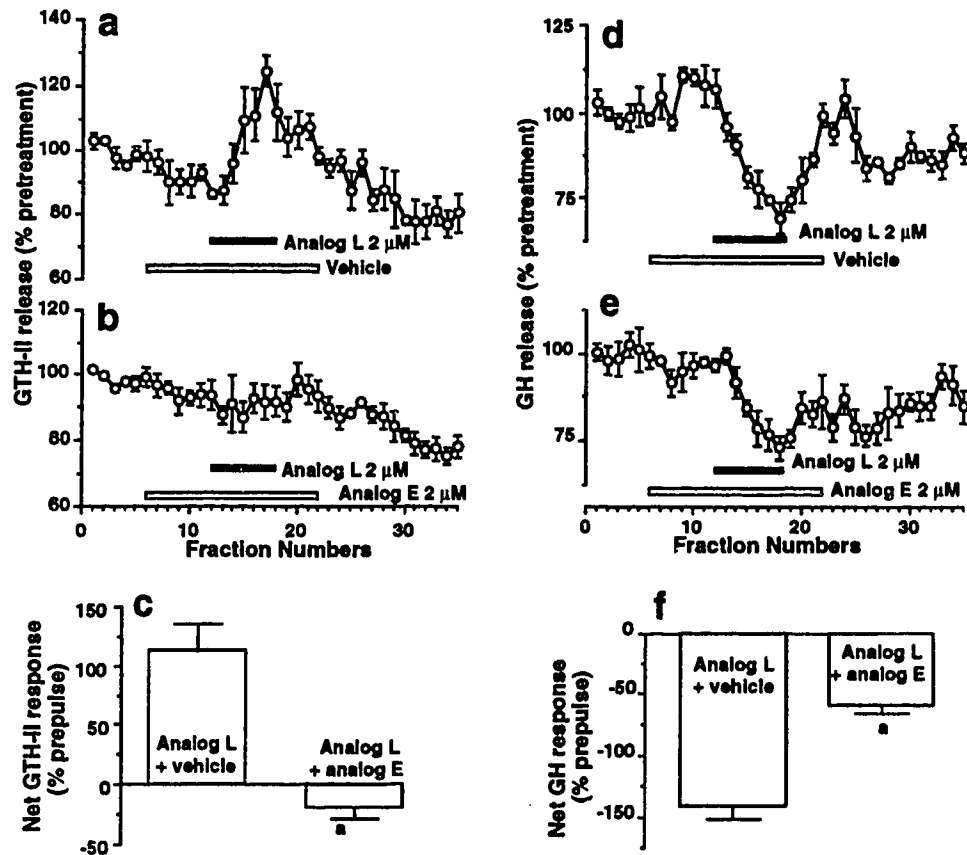 a
GTH-II release (% pretreatment)
140
120
100
80
60
Analog L 2 μM
Vehicle
b
120
100
80
60
Analog L 2 μM
Analog E 2 μM
0
10
20
30
Fraction Numbers
c
Net GTH-II response
(% prepulse)
150
100
50
0
-50
Analog L
+ vehicle
Analog L
+ analog E
a
d
GH release (% pretreatment)
125
100
75
Analog L 2 μM
Vehicle
e
100
75
Analog L 2 μM
Analog E 2 μM
0
10
20
30
Fraction Numbers
f
Net GH response
(% prepulse)
0
-50
-100
-150
Analog L
+ vehicle
Analog L
+ analog E
a